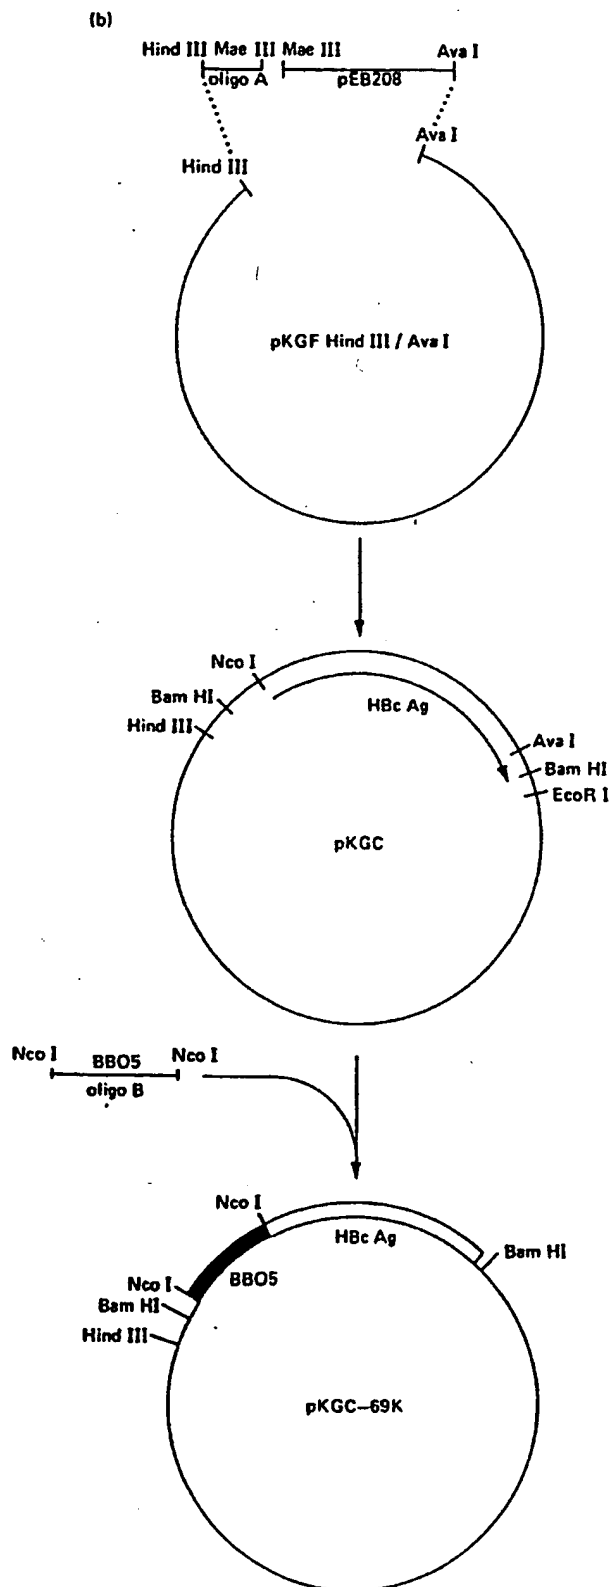 (b)
Hind III Mae III Mae III Ava I
oligo A pEB208
Ava I
Hind III
pKGF Hind III / Ava I
Nco I
Bam HI
HBc Ag
Hind III
Ava I
Bam HI
EcoR I
pKGC
Nco I BBO5 Nco I
oligo B
Nco I
HBc Ag
Bam HI
BBO5
Nco I
Bam HI
Hind III
pKGC–69K